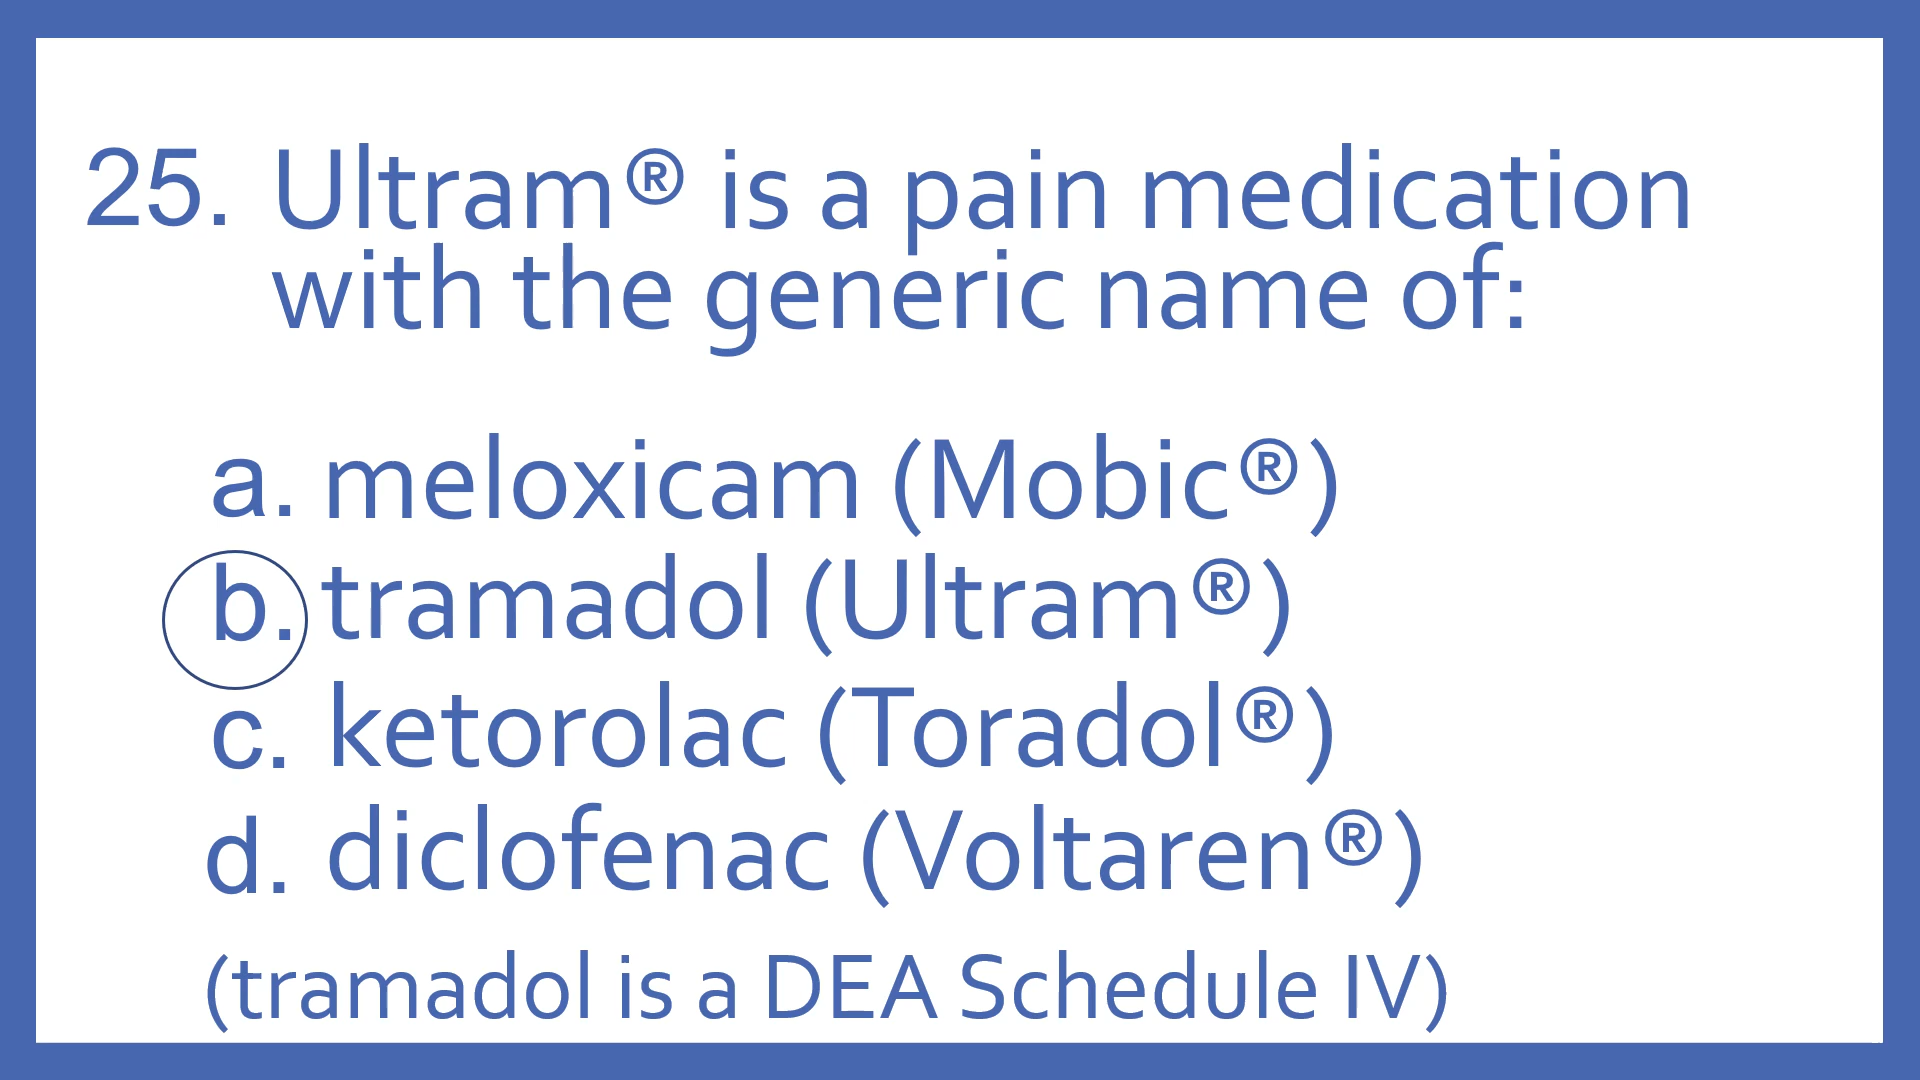 25. Ultram® is a pain medication
with the generic name of:
a. meloxicam (Mobic®)
b. tramadol (Ultram®)
c. ketorolac (Toradol®)
d. diclofenac (Voltaren®)
(tramadol is a DEA Schedule IV)